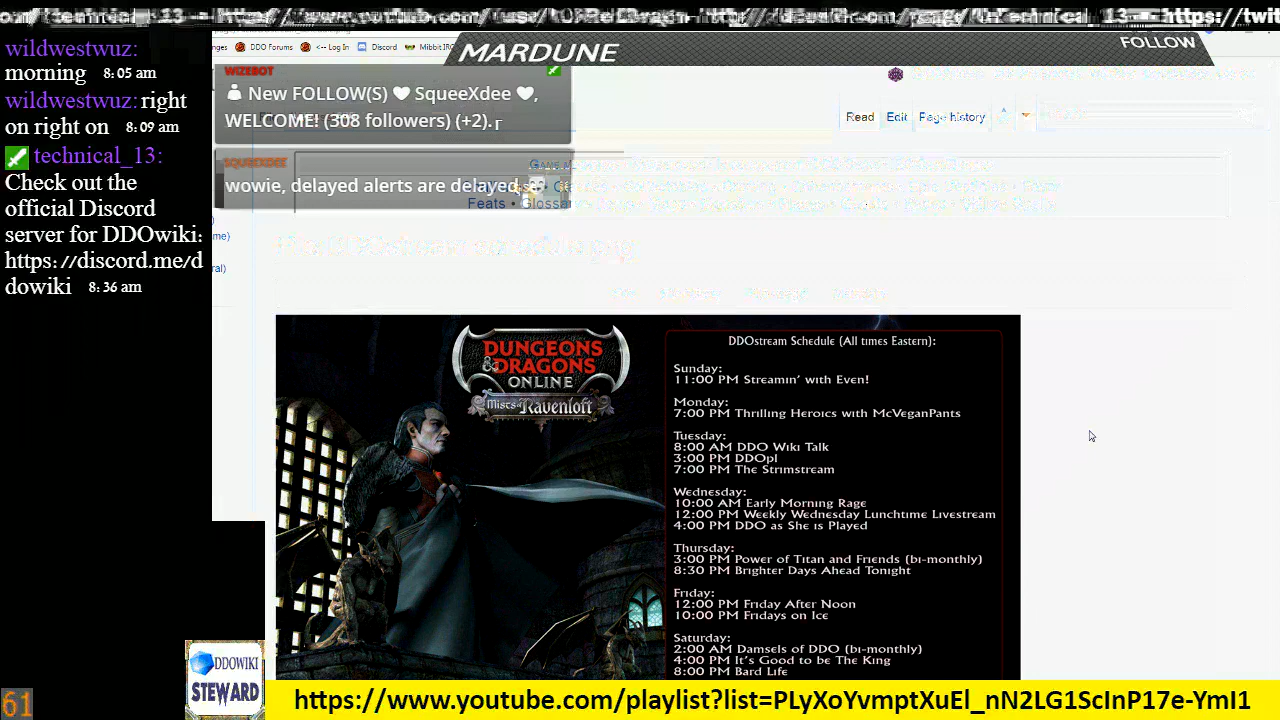 wildwestwuz:
morning 8:05 am
wildwestwuz: right
on right on 8:09 am
technical_13:
Check out the
official Discord
server for DDOwiki:
https://discord.me/d
dowiki 8:36 am
MARDUNE
FOLLOW
DDO Forums <-- Log In Discord Mibbit IRC
WIZEBOT
New FOLLOW(S) ♥ SqueeXdee ♥,
WELCOME! (308 followers) (+2).
SQUEEXDEE
wowie, delayed alerts are delayed
Read Edit Page history
Feats • Glossar
DUNGEONS
& DRAGONS
ONLINE
Mists of Ravenloft
DDOstream Schedule (All times Eastern):
Sunday:
11:00 PM Streamin' with Even!
Monday:
7:00 PM Thrilling Heroics with McVeganPants
Tuesday:
8:00 AM DDO Wiki Talk
3:00 PM DDOpl
7:00 PM The Strimstream
Wednesday:
10:00 AM Early Morning Rage
12:00 PM Weekly Wednesday Lunchtime Livestream
4:00 PM DDO as She is Played
Thursday:
3:00 PM Power of Titan and Friends (bi-monthly)
8:30 PM Brighter Days Ahead Tonight
Friday:
12:00 PM Friday After Noon
10:00 PM Fridays on Ice
Saturday:
2:00 AM Damsels of DDO (bi-monthly)
4:00 PM It's Good to be The King
8:00 PM Bard Life
DDOWIKI
STEWARD
61
https://www.youtube.com/playlist?list=PLyXoYvmptXuEl_nN2LG1ScInP17e-YmI1